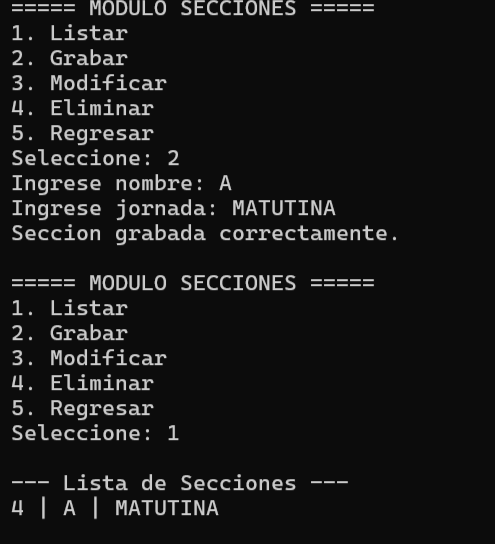 ===== MODULO SECCIONES =====
1. Listar
2. Grabar
3. Modificar
4. Eliminar
5. Regresar
Seleccione: 2
Ingrese nombre: A
Ingrese jornada: MATUTINA
Seccion grabada correctamente.

===== MODULO SECCIONES =====
1. Listar
2. Grabar
3. Modificar
4. Eliminar
5. Regresar
Seleccione: 1

--- Lista de Secciones ---
4 | A | MATUTINA